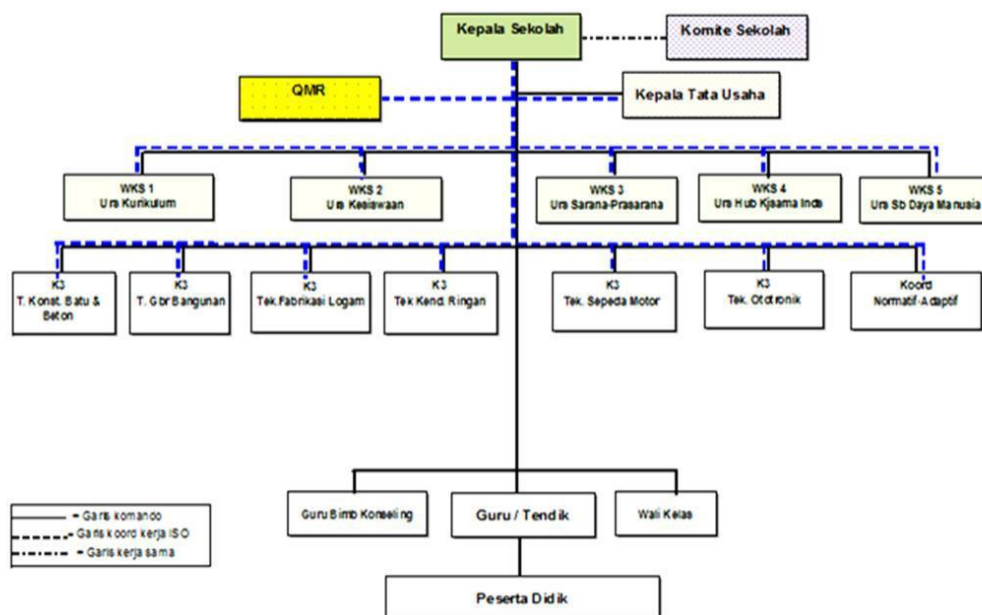 Kepala Sekolah
Komite Sekolah
QMR
Kepala Tata Usaha
WKS 1
Urs Kurikulum
WKS 2
Urs Kesiswaan
WKS 3
Urs Sarana-Prasarana
WKS 4
Urs Hub Kjsama Inds
WKS 5
Urs Sb Daya Manusia
K3
T. Konst. Batu &
Beton
K3
T. Gbr Bangunan
K3
Tek.Fabrikasi Logam
K3
Tek Kend. Ringan
K3
Tek. Sepeda Motor
K3
Tek. Ototronik
Koord
Normatif-Adaptif
Guru Bimb Konseling
Guru / Tendik
Wali Kelas
= Garis komando
= Garis koord kerja ISO
= Garis kerja sama
Peserta Didik